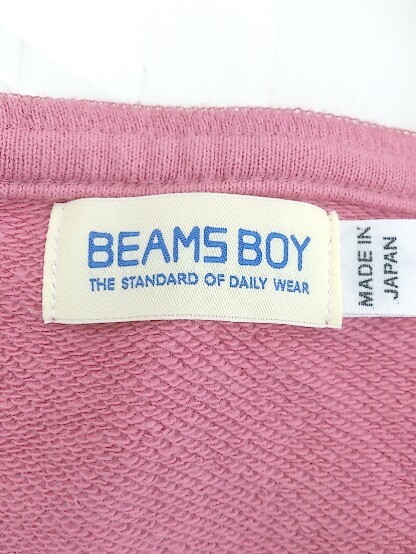 BEAMS BOY
THE STANDARD OF DAILY WEAR
MADE IN
JAPAN